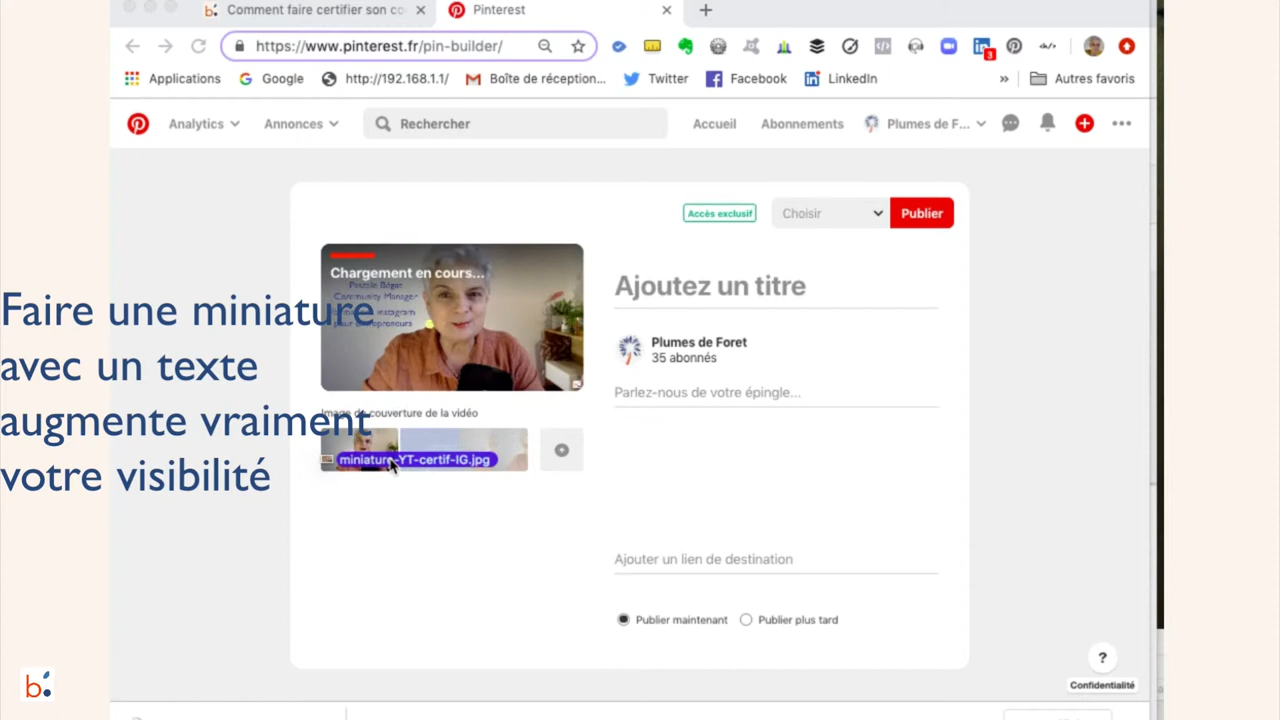 Comment faire certifier son co
Pinterest
https://www.pinterest.fr/pin-builder/
3
Applications
Google
http://192.168.1.1/
Boîte de réception...
Twitter
Facebook
LinkedIn
»
Autres favoris
Analytics
Annonces
Rechercher
Accueil
Abonnements
Plumes de F...
Accès exclusif
Choisir
Publier
Chargement en cours...
Community Manager
Instagram
Ajoutez un titre
Plumes de Foret
35 abonnés
Parlez-nous de votre épingle...
Image de couverture de la vidéo
miniature-YT-certif-IG.jpg
Ajouter un lien de destination
Publier maintenant
Publier plus tard
?
Confidentialité
Faire une miniature
avec un texte
augmente vraiment
votre visibilité
b: